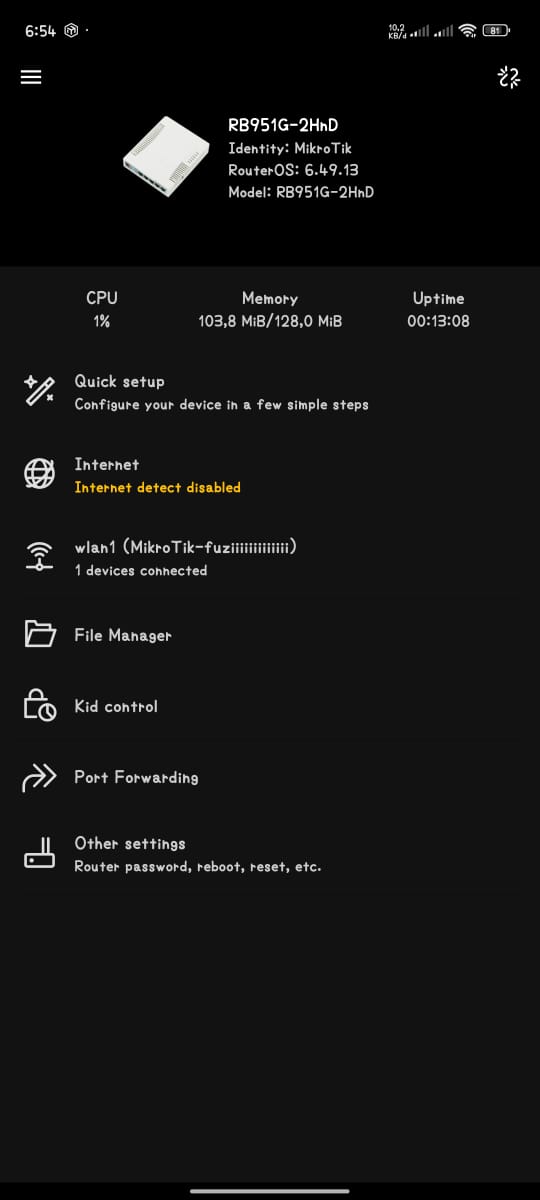 6:54
10.2
KB/s
81
RB951G-2HnD
Identity: MikroTik
RouterOS: 6.49.13
Model: RB951G-2HnD
CPU
1%
Memory
103,8 MiB/128,0 MiB
Uptime
00:13:08
Quick setup
Configure your device in a few simple steps
Internet
Internet detect disabled
wlan1 (MikroTik-fuziiiiiiiiiiiii)
1 devices connected
File Manager
Kid control
Port Forwarding
Other settings
Router password, reboot, reset, etc.